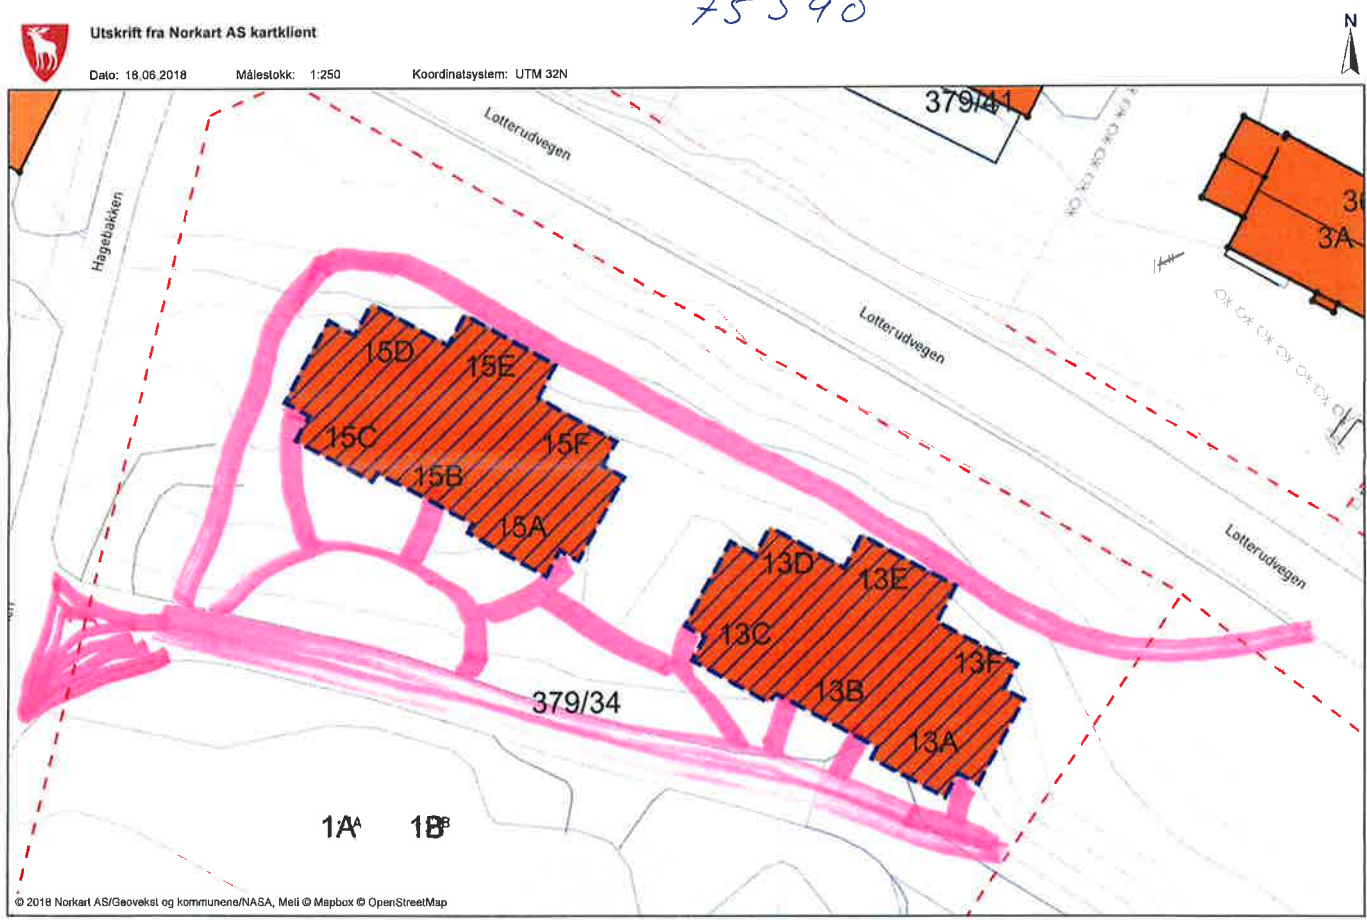 75390
Utskrift fra Norkart AS kartklient
N
Dato: 18.06.2018 Målestokk: 1:250 Koordinatsystem: UTM 32N
379/41
Lotterudvegen
Hagebakken
3A
Lotterudvegen
15D
15E
15C
15F
15B
15A
Lotterudvegen
13D
13E
13C
13F
13B
379/34
13A
1A A 1B B
© 2018 Norkart AS/Geovekst og kommunene/NASA, Meti © Mapbox © OpenStreetMap